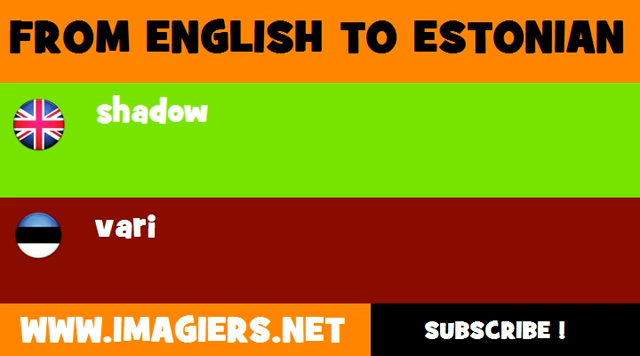 FROM ENGLISH TO ESTONIAN
shadow
vari
WWW.IMAGIERS.NET
SUBSCRIBE !